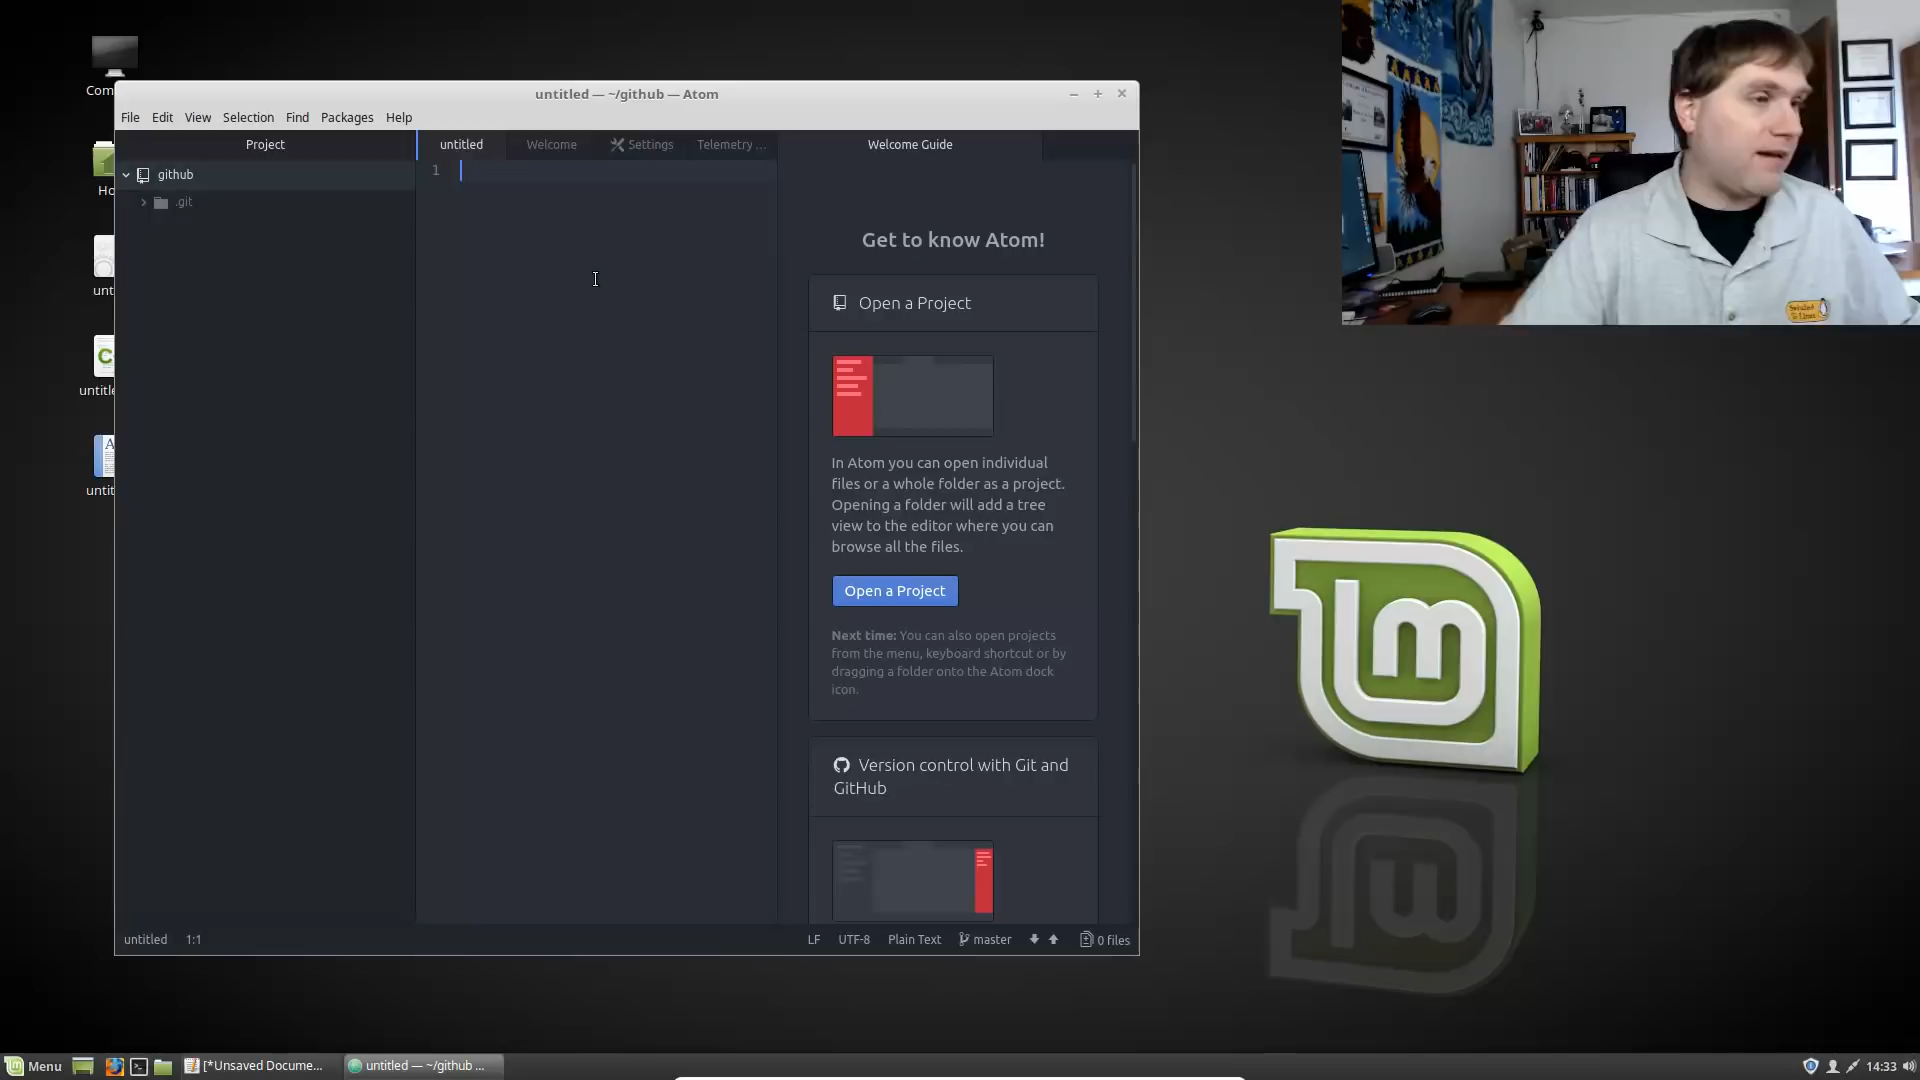 Com
Ho
unt
untitle
untit
untitled — ~/github — Atom
File Edit View Selection Find Packages Help
Project
github
.git
untitled Welcome Settings Telemetry ...
1
Welcome Guide
Get to know Atom!
Open a Project
In Atom you can open individual
files or a whole folder as a project.
Opening a folder will add a tree
view to the editor where you can
browse all the files.
Open a Project
Next time: You can also open projects
from the menu, keyboard shortcut or by
dragging a folder onto the Atom dock
icon.
Version control with Git and
GitHub
untitled 1:1
LF UTF-8 Plain Text master 0 files
Menu
[*Unsaved Docume...
untitled — ~/github ...
14:33